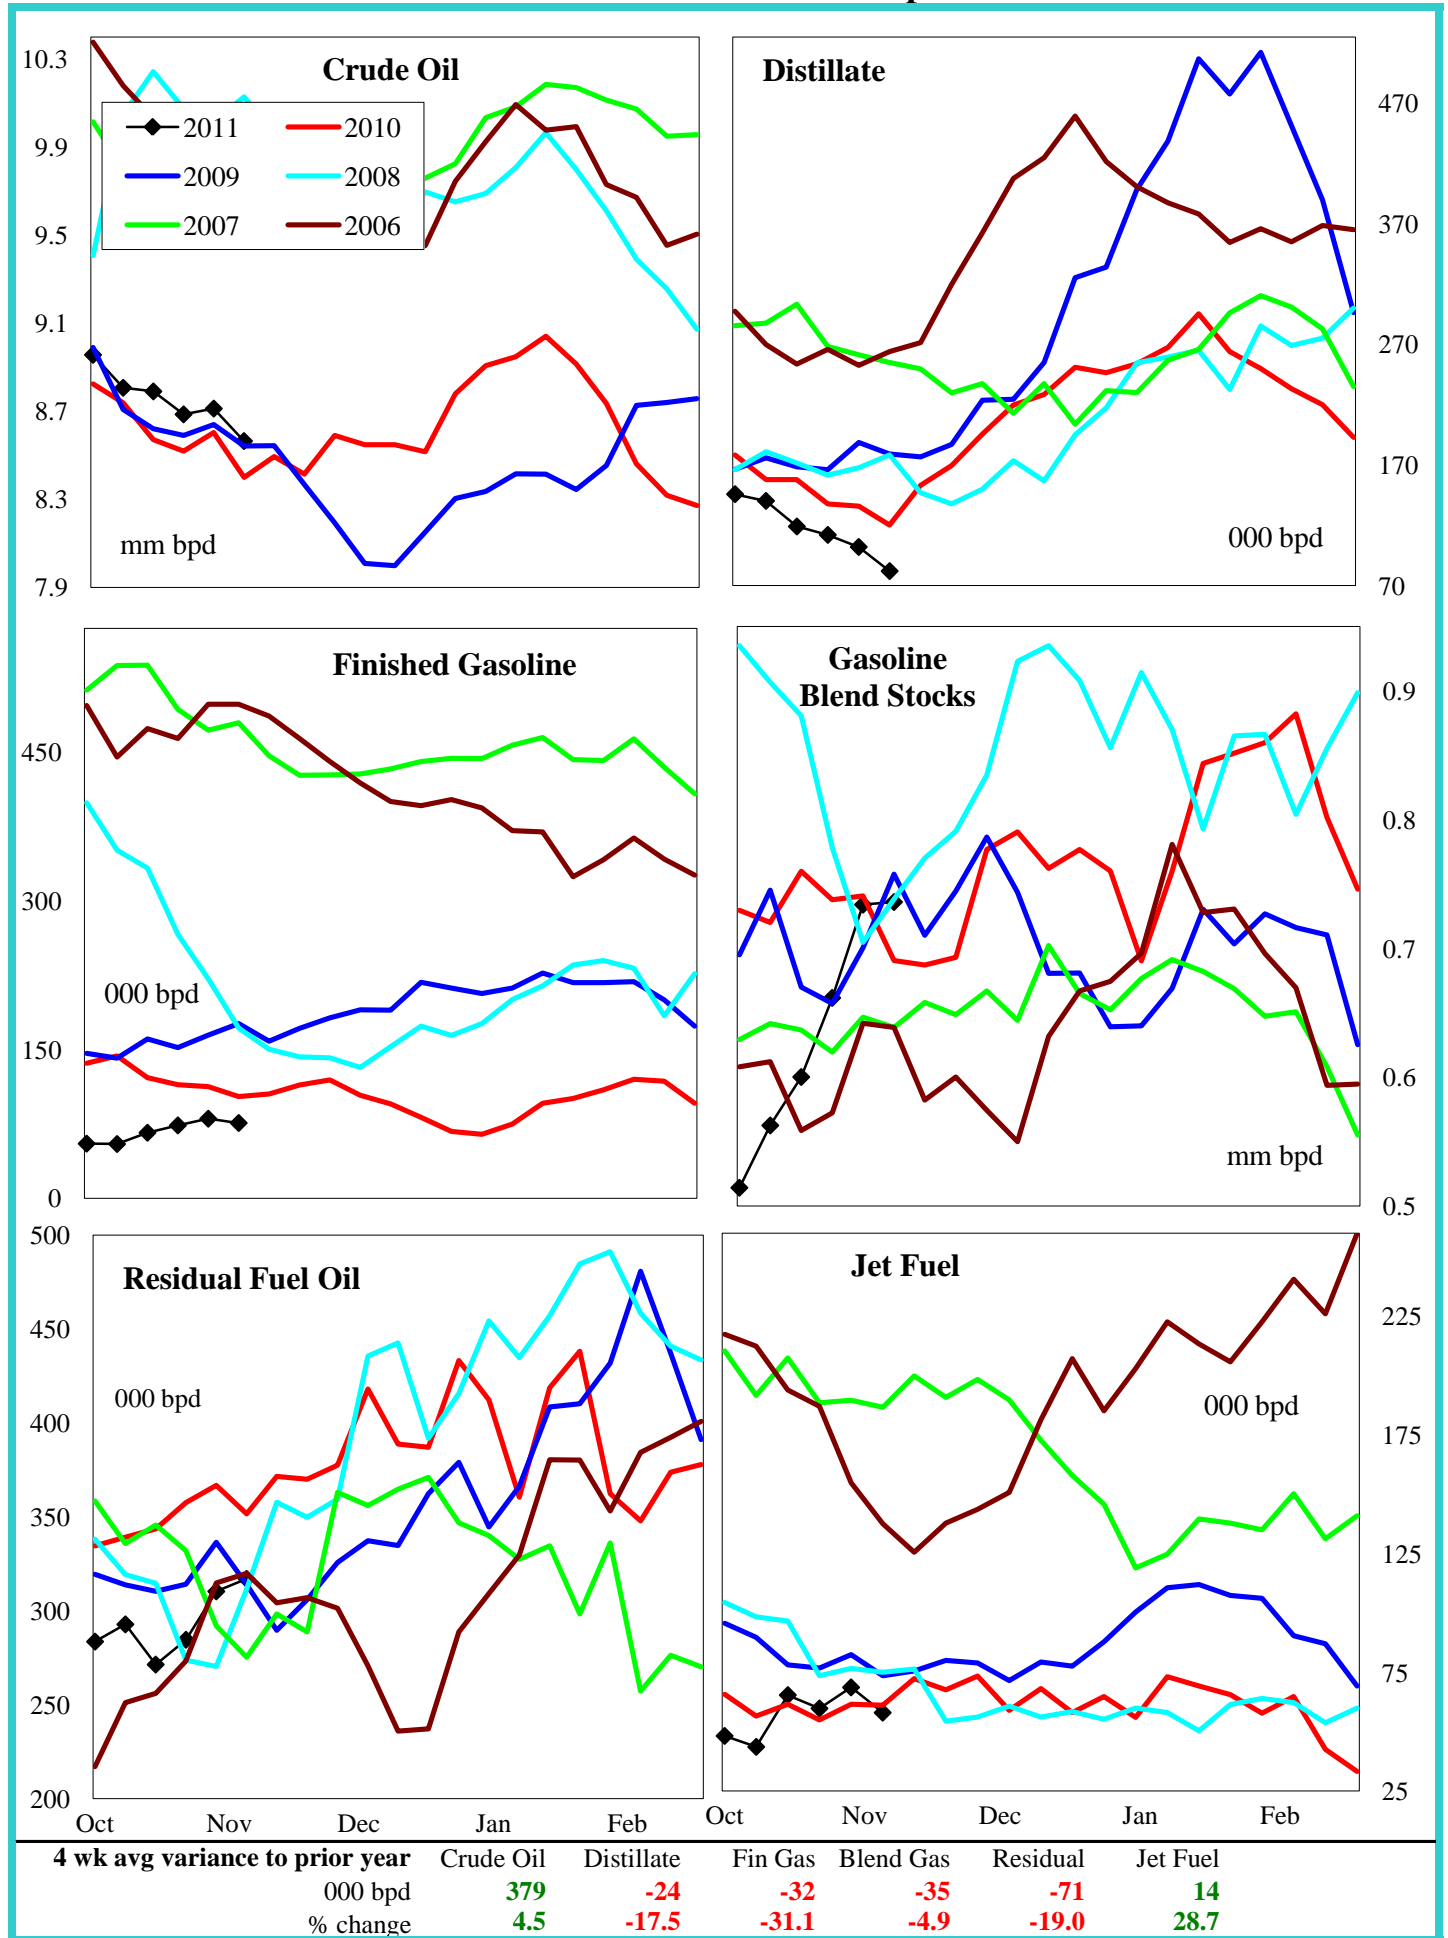 10.3
9.9
9.5
9.1
8.7
8.3
7.9
Crude Oil
2011
2010
2009
2008
2007
2006
mm bpd
Distillate
470
370
270
170
70
000 bpd
Finished Gasoline
450
300
150
0
000 bpd
Gasoline
Blend Stocks
0.9
0.8
0.7
0.6
0.5
mm bpd
500
450
400
350
300
250
200
Residual Fuel Oil
000 bpd
Oct Nov Dec Jan Feb
Jet Fuel
225
175
125
75
25
000 bpd
Oct Nov Dec Jan Feb
4 wk avg variance to prior year Crude Oil Distillate Fin Gas Blend Gas Residual Jet Fuel
000 bpd 379 -24 -32 -35 -71 14
% change 4.5 -17.5 -31.1 -4.9 -19.0 28.7